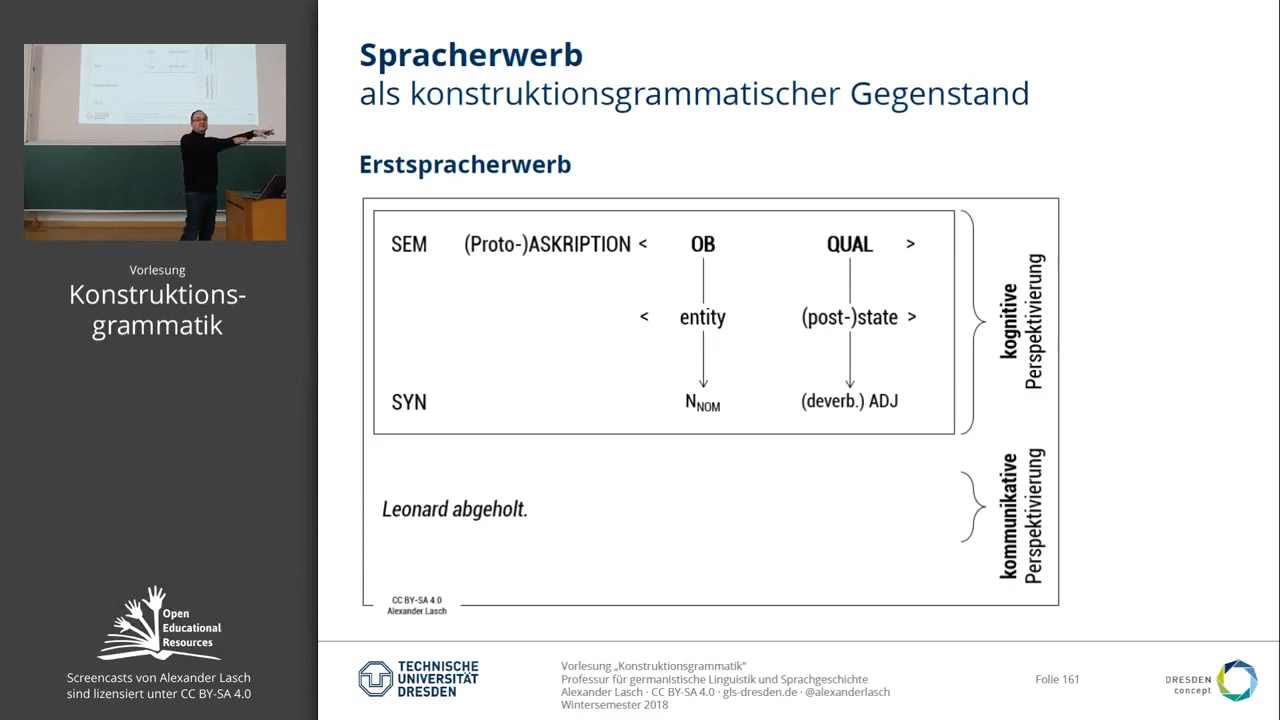 Vorlesung
Konstruktions-
grammatik
Open
Educational
Resources
Screencasts von Alexander Lasch
sind lizensiert unter CC BY-SA 4.0
Spracherwerb
als konstruktionsgrammatischer Gegenstand
Erstspracherwerb
SEM (Proto-)ASKRIPTION < OB QUAL >
< entity (post-)state >
SYN N_NOM (deverb.) ADJ
kognitive
Perspektivierung
Leonard abgeholt.
kommunikative
Perspektivierung
CC BY-SA 4.0
Alexander Lasch
TECHNISCHE
UNIVERSITÄT
DRESDEN
Vorlesung „Konstruktionsgrammatik“
Professur für germanistische Linguistik und Sprachgeschichte
Alexander Lasch · CC BY-SA 4.0 · gls-dresden.de · @alexanderlasch
Wintersemester 2018
Folie 161
DRESDEN
concept